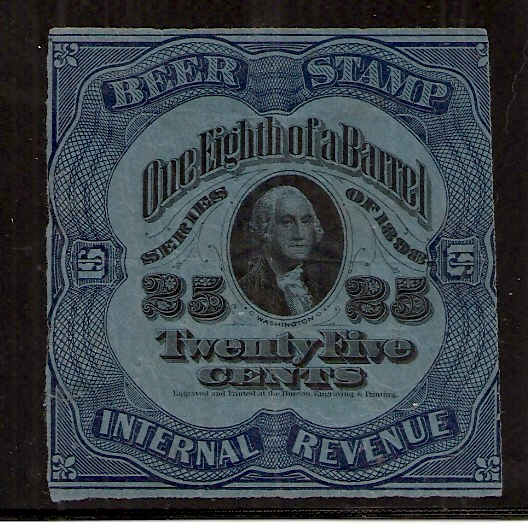 BEER STAMP
One Eighth of a Barrel
SERIES OF 1898
25 25
WASHINGTON
Twenty Five
CENTS
Engraved and Printed at the Bureau, Engraving & Printing.
INTERNAL REVENUE